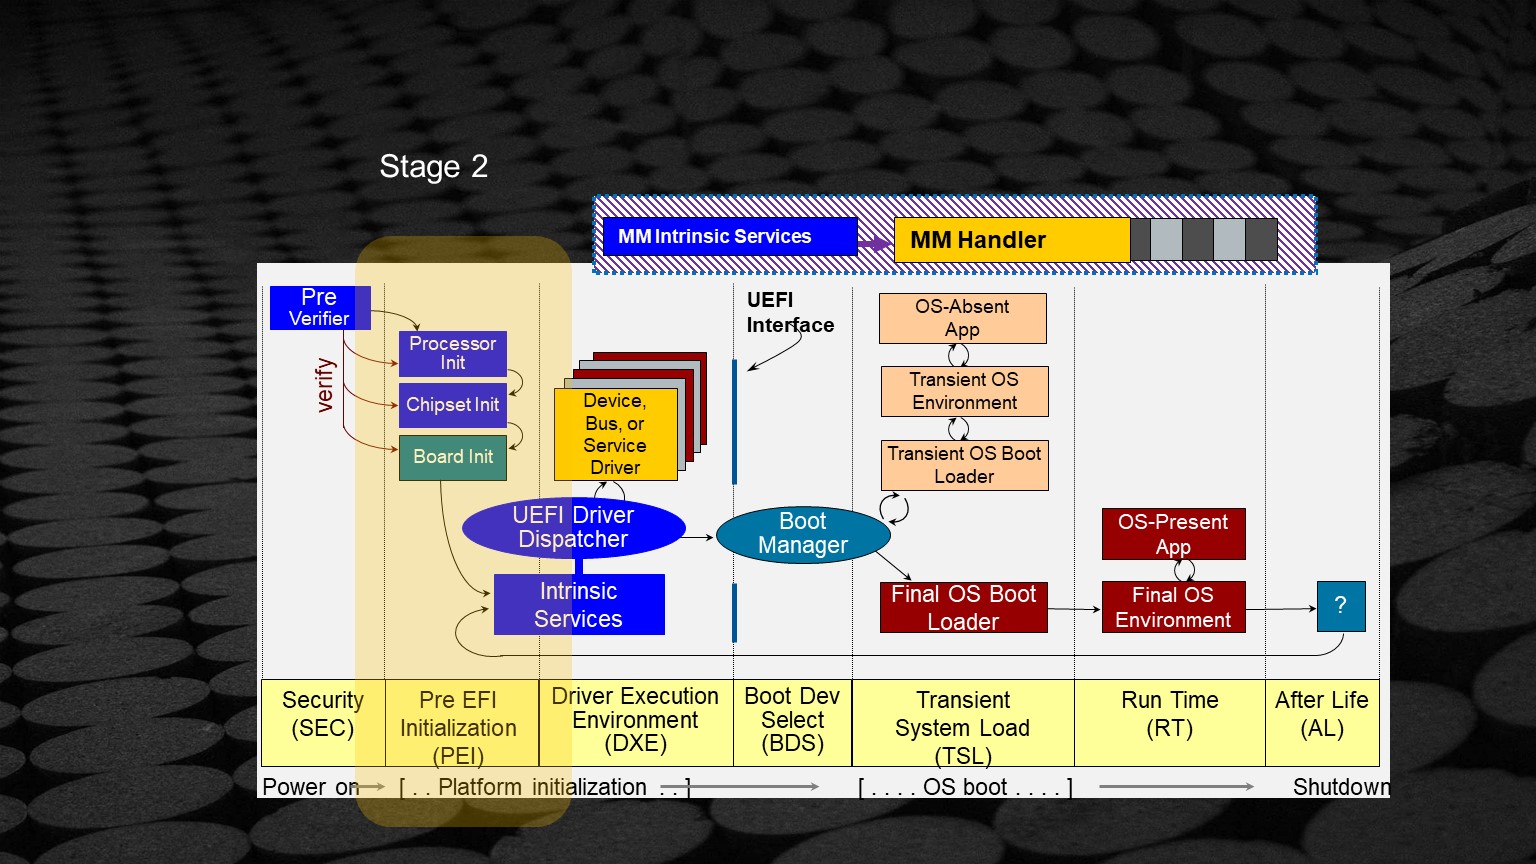 Stage 2
MM Intrinsic Services
MM Handler
Pre
Verifier
verify
Processor
Init
Chipset Init
Board Init
Device,
Bus, or
Service
Driver
UEFI Driver
Dispatcher
Intrinsic
Services
UEFI
Interface
Boot
Manager
OS-Absent
App
Transient OS
Environment
Transient OS Boot
Loader
Final OS Boot
Loader
OS-Present
App
Final OS
Environment
?
Security
(SEC)
Pre EFI
Initialization
(PEI)
Driver Execution
Environment
(DXE)
Boot Dev
Select
(BDS)
Transient
System Load
(TSL)
Run Time
(RT)
After Life
(AL)
Power on
[ . . Platform initialization . . ]
[ . . . . OS boot . . . . ]
Shutdown